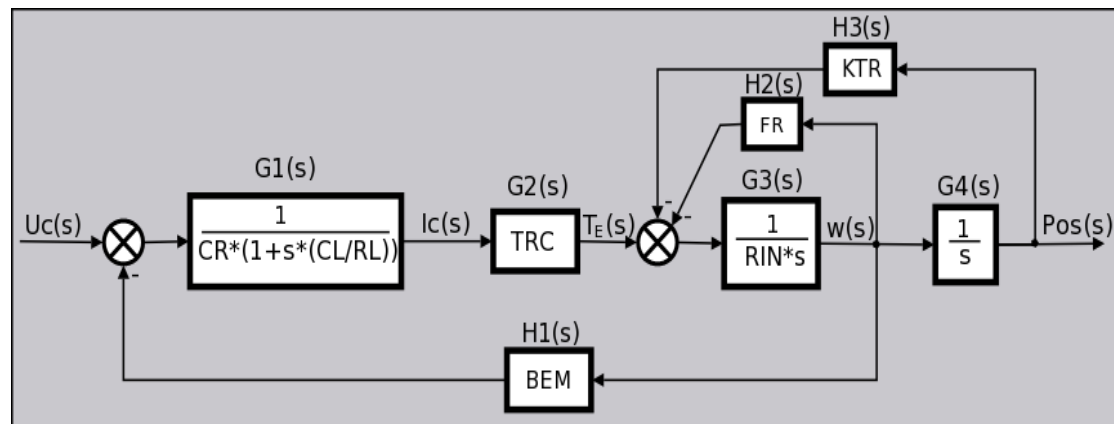 H3(s)
KTR
H2(s)
FR
G1(s)
G2(s)
G3(s)
G4(s)
Uc(s)
1
CR*(1+s*(CL/RL))
Ic(s)
TRC
TE(s)
-
-
1
RIN*s
w(s)
1
s
Pos(s)
-
H1(s)
BEM